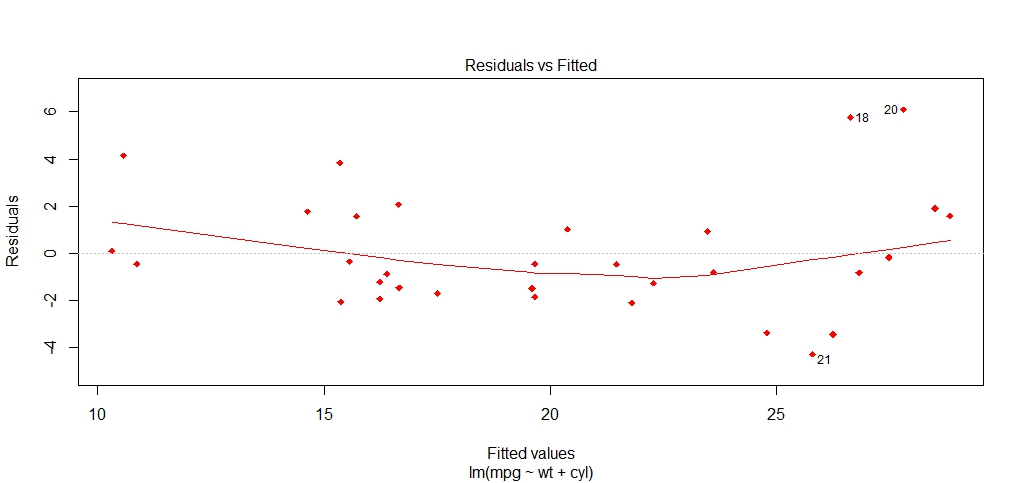 Residuals vs Fitted
Residuals
6
4
2
0
-2
-4
18
20
21
10 15 20 25
Fitted values
lm(mpg ~ wt + cyl)